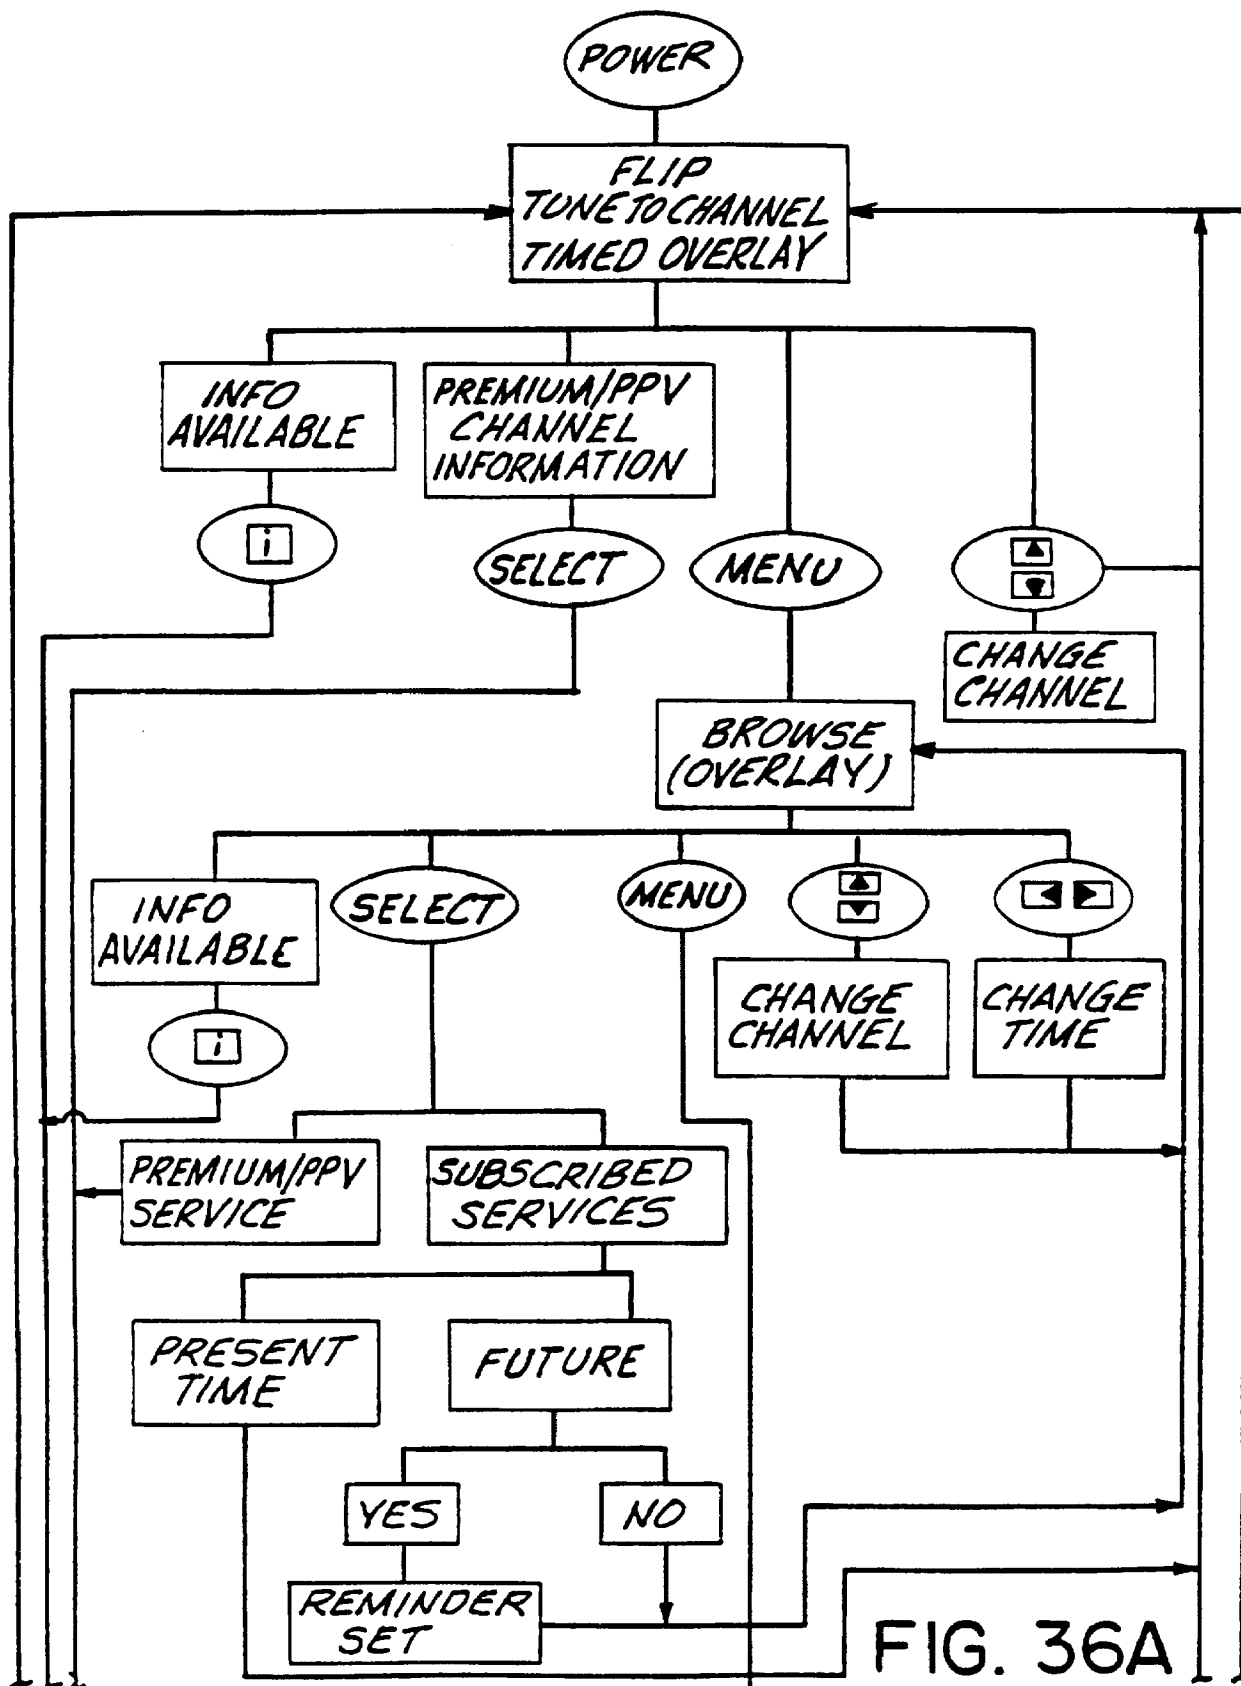 POWER
FLIP
TUNE TO CHANNEL
TIMED OVERLAY
INFO
AVAILABLE
PREMIUM/PPV
CHANNEL
INFORMATION
i
SELECT
MENU
CHANGE
CHANNEL
BROWSE
(OVERLAY)
INFO
AVAILABLE
SELECT
MENU
i
CHANGE
CHANNEL
CHANGE
TIME
PREMIUM/PPV
SERVICE
SUBSCRIBED
SERVICES
PRESENT
TIME
FUTURE
YES
NO
REMINDER
SET
FIG. 36A